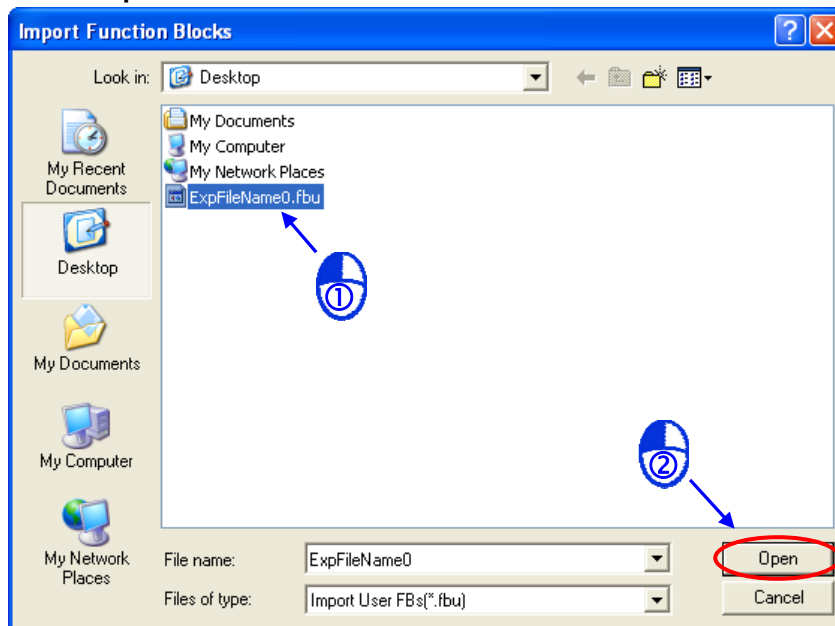 Import Function Blocks
Look in:
Desktop
My Recent
Documents
Desktop
My Documents
My Computer
My Network
Places
My Documents
My Computer
My Network Places
ExpFileName0.fbu
①
②
File name:
ExpFileName0
Open
Files of type:
Import User FBs(*.fbu)
Cancel